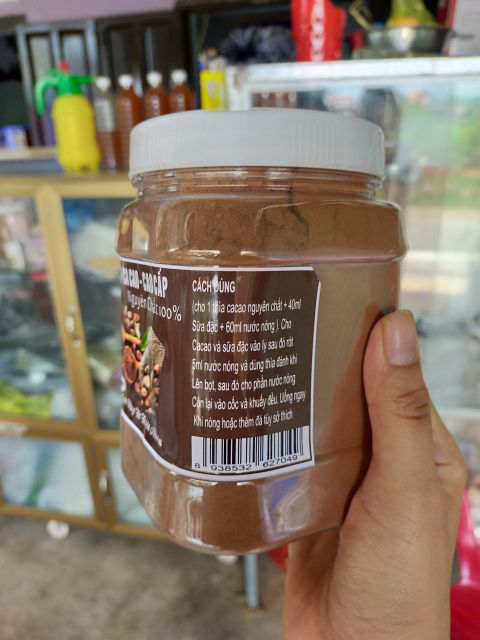 CAO - CAO CẤP
Nguyên Chất 100%
CÁCH DÙNG
(cho 1 thìa cacao nguyên chất + 40ml
Sữa đặc + 60ml nước nóng ). Cho
Cacao và sữa đặc vào ly sau đó rót
5ml nước nóng và dùng thìa đánh khi
Lên bọt, sau đó cho phần nước nóng
Còn lại vào cốc và khuấy đều. Uống ngay
Khi nóng hoặc thêm đá tùy sở thích
8 938532 627049